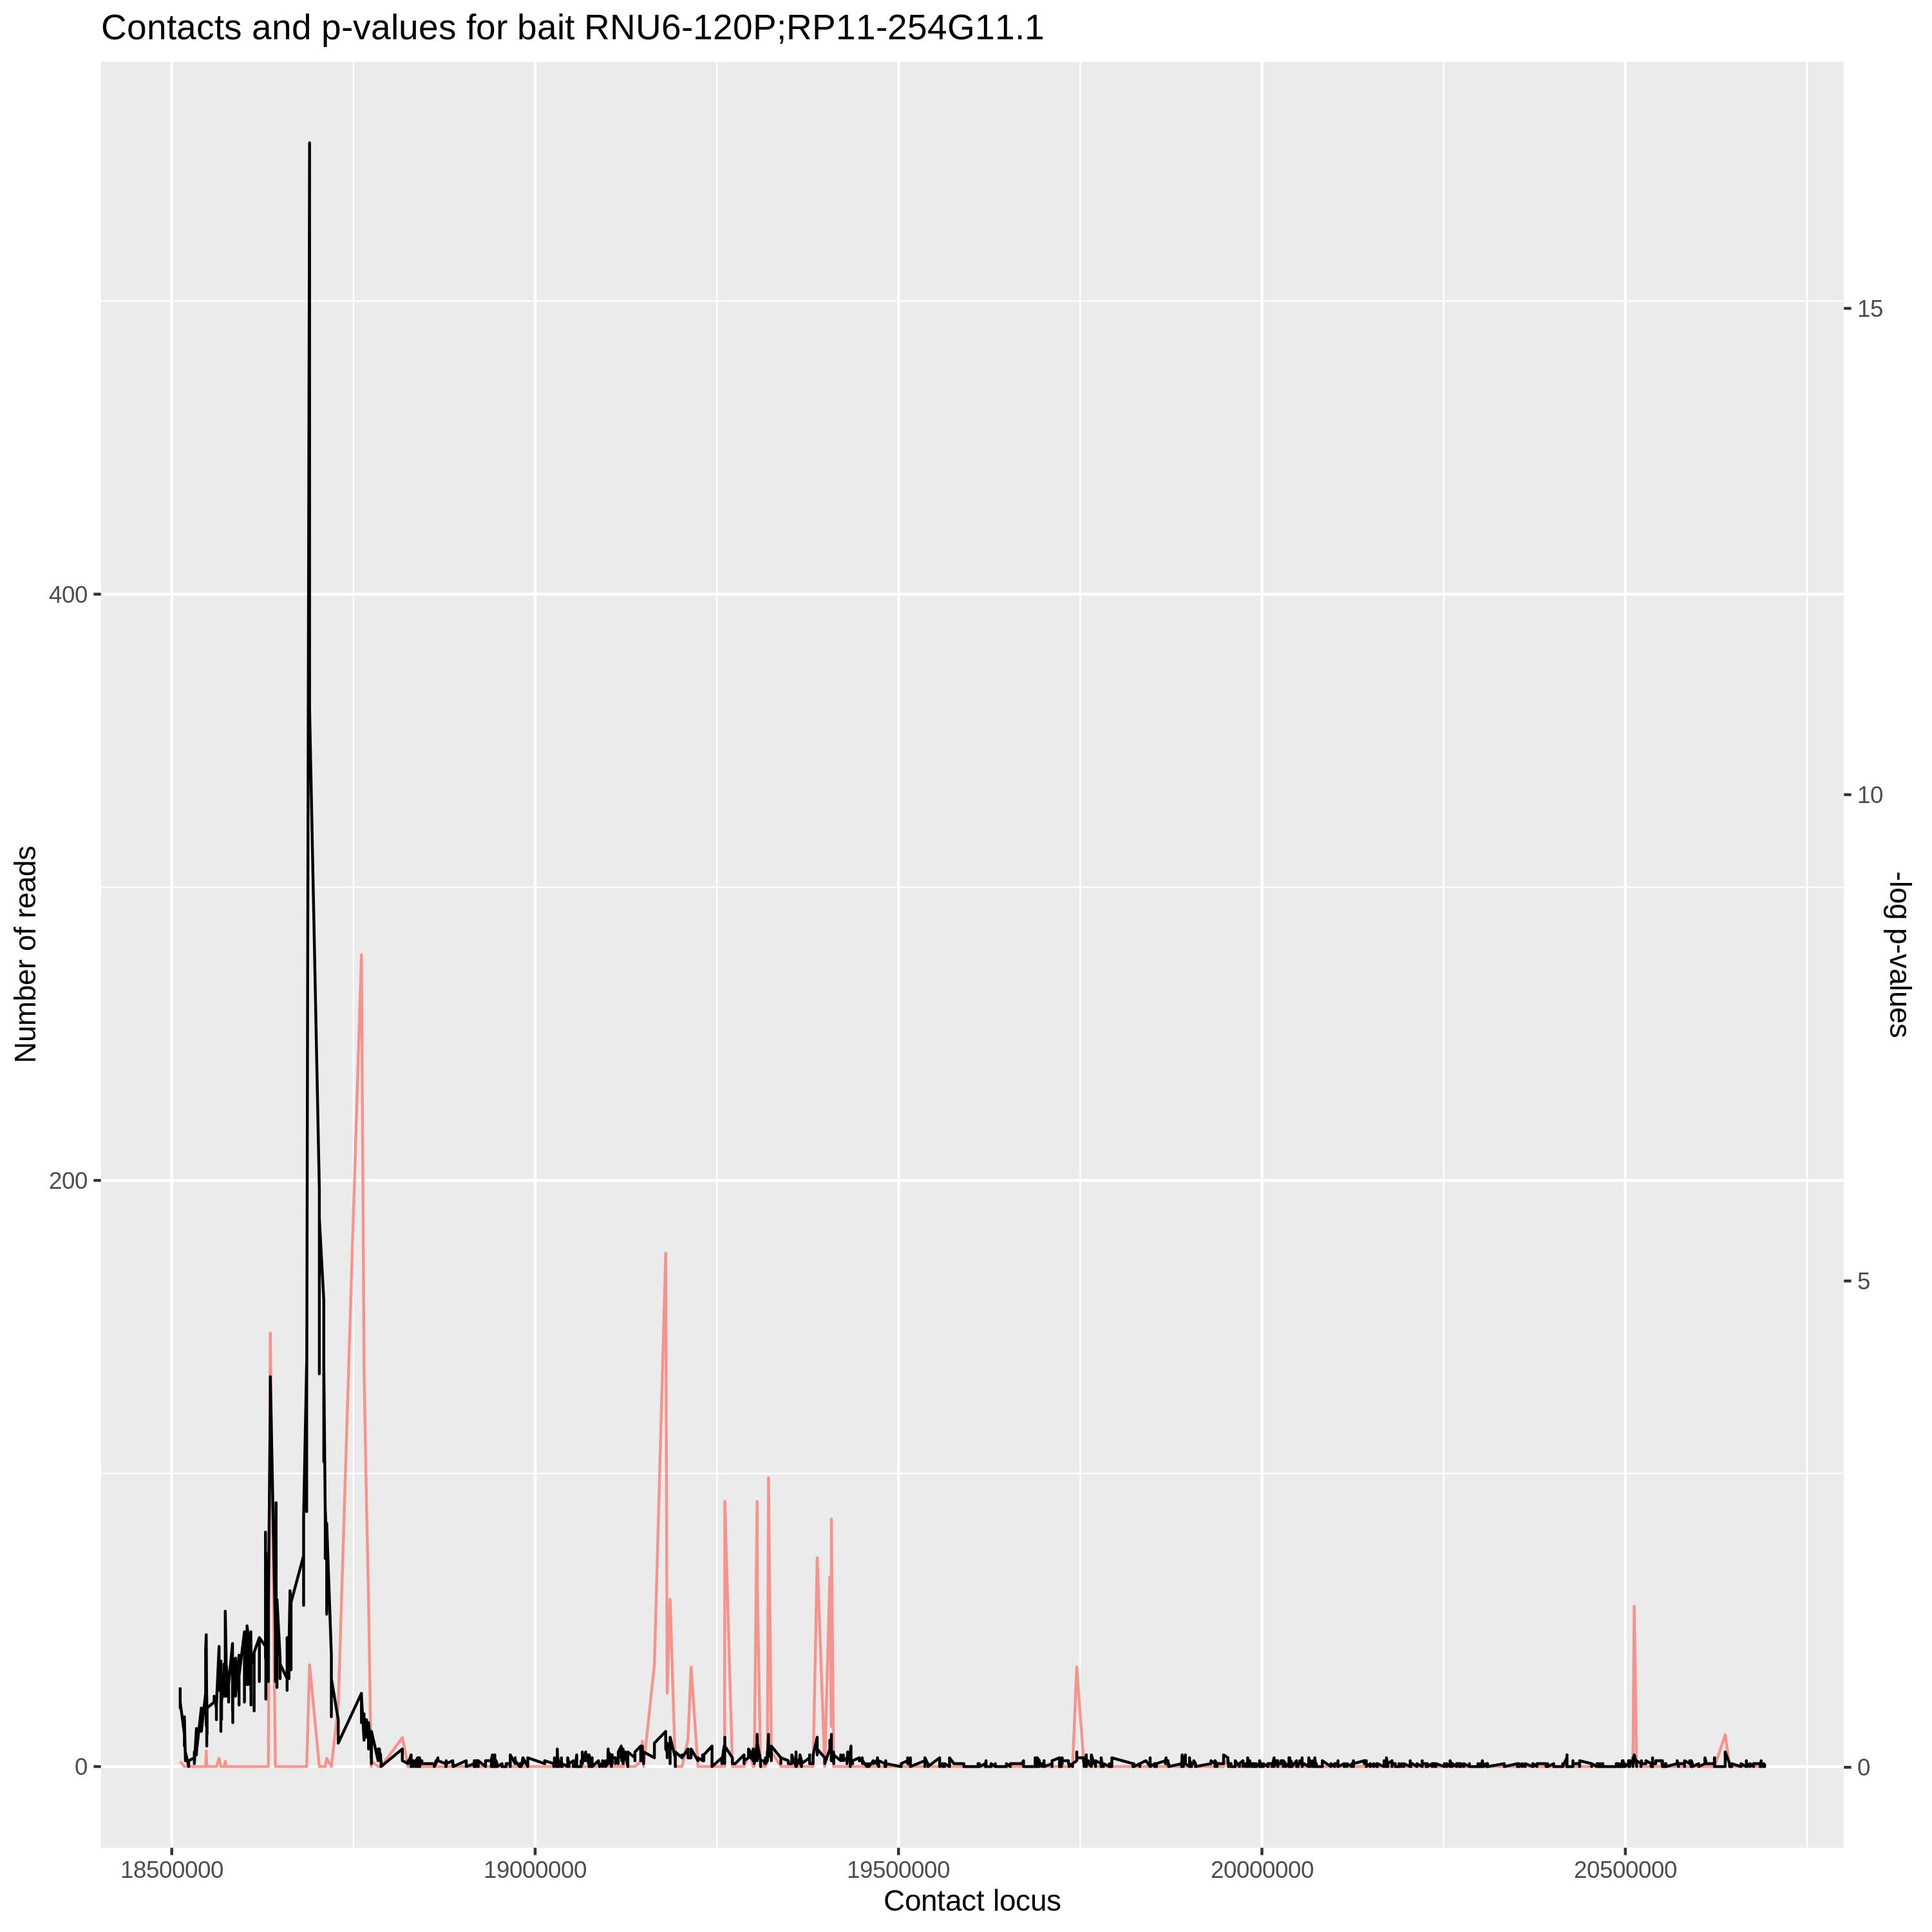 Contacts and p-values for bait RNU6-120P;RP11-254G11.1
Number of reads
400
200
0
15
10
5
0
-log p-values
18500000 19000000 19500000 20000000 20500000
Contact locus